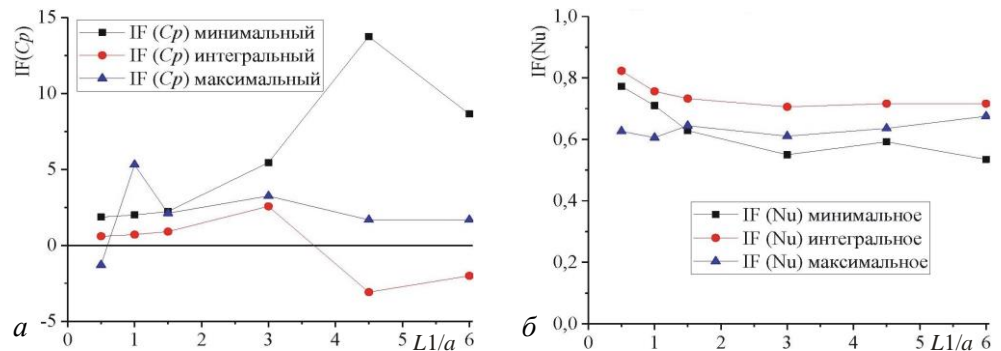 15
10
5
0
-5
IF(Cp)
IF (Cp) минимальный
IF (Cp) интегральный
IF (Cp) максимальный
0 1 2 3 4 5 L1/a 6
а
1,0
0,8
0,6
0,4
0,2
0,0
IF(Nu)
IF (Nu) минимальное
IF (Nu) интегральное
IF (Nu) максимальное
0 1 2 3 4 5 L1/a 6
б